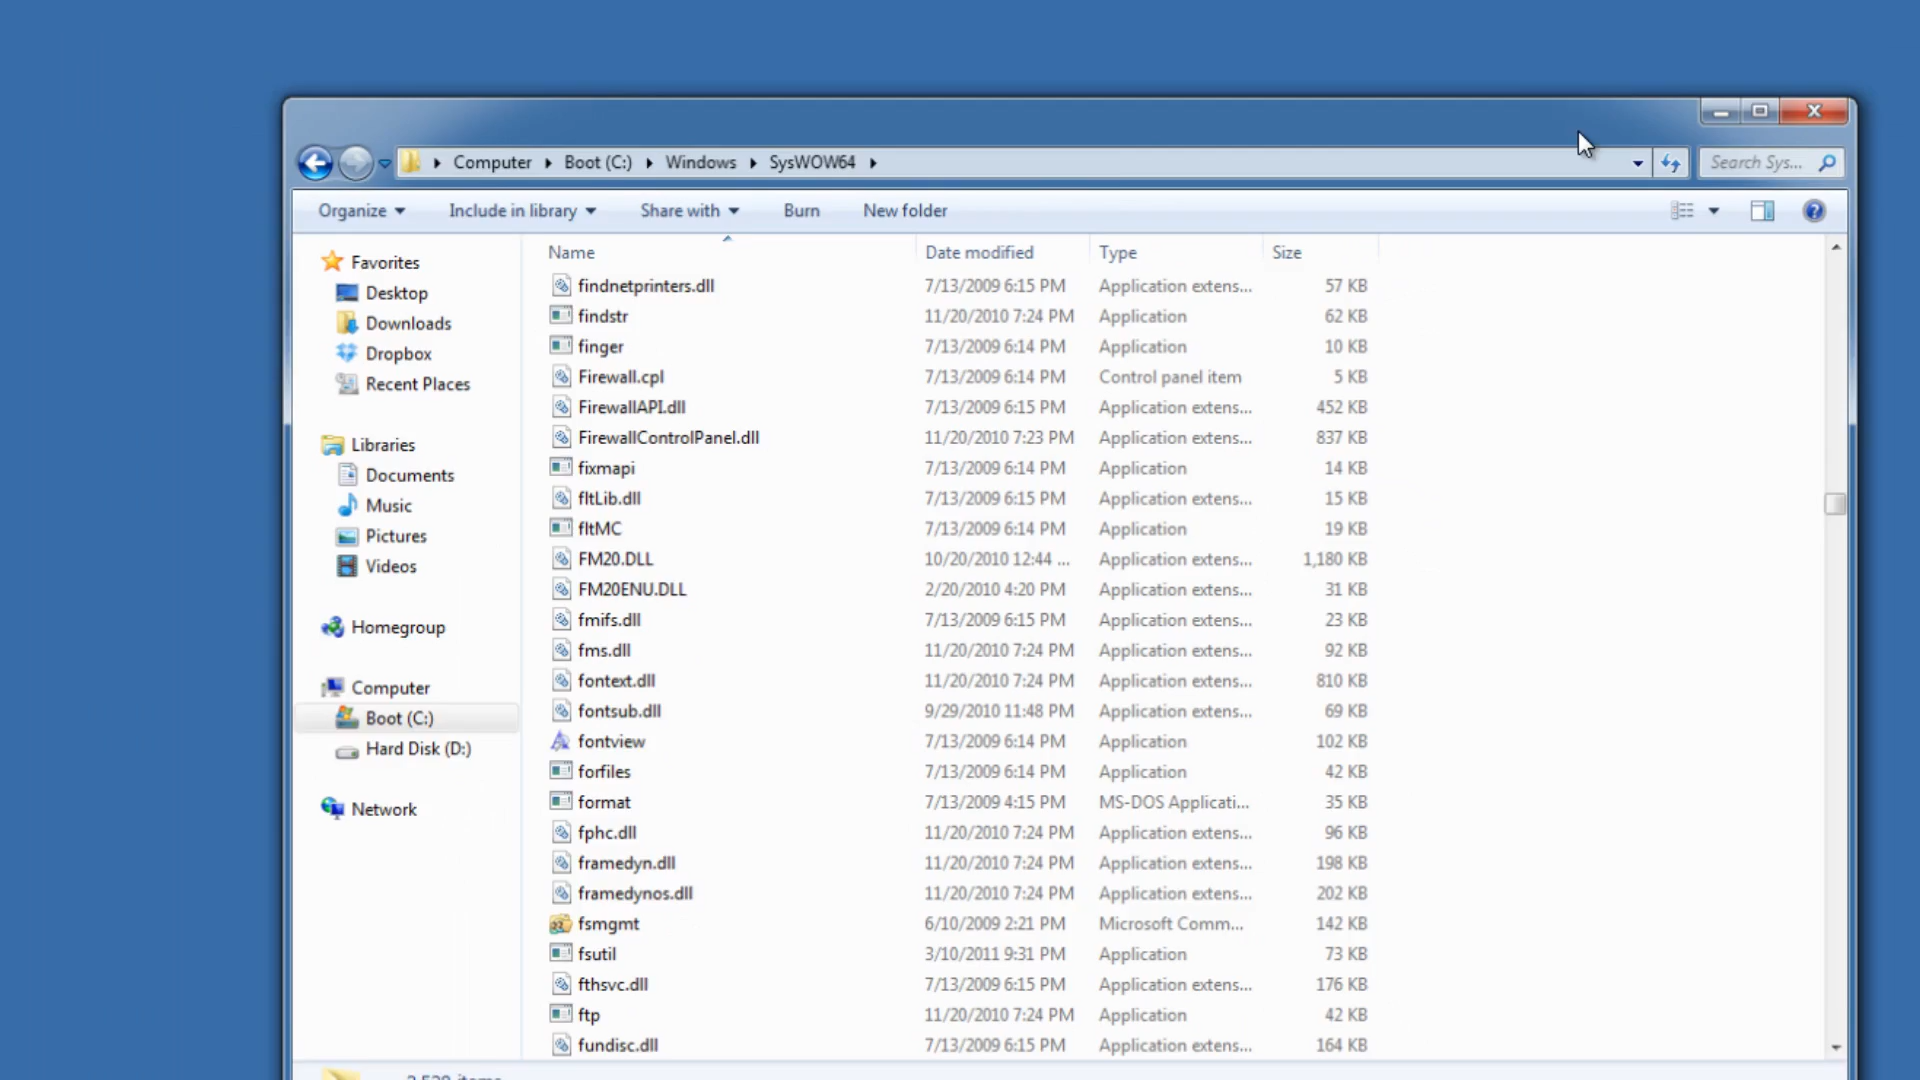 Computer Boot (C:) Windows SysWOW64 Search Sys...
Organize Include in library Share with Burn New folder
Name Date modified Type Size
Favorites
Desktop
Downloads
Dropbox
Recent Places
Libraries
Documents
Music
Pictures
Videos
Homegroup
Computer
Boot (C:)
Hard Disk (D:)
Network
findnetprinters.dll 7/13/2009 6:15 PM Application extens... 57 KB
findstr 11/20/2010 7:24 PM Application 62 KB
finger 7/13/2009 6:14 PM Application 10 KB
Firewall.cpl 7/13/2009 6:14 PM Control panel item 5 KB
FirewallAPI.dll 7/13/2009 6:15 PM Application extens... 452 KB
FirewallControlPanel.dll 11/20/2010 7:23 PM Application extens... 837 KB
fixmapi 7/13/2009 6:14 PM Application 14 KB
fltLib.dll 7/13/2009 6:15 PM Application extens... 15 KB
fltMC 7/13/2009 6:14 PM Application 19 KB
FM20.DLL 10/20/2010 12:44 ... Application extens... 1,180 KB
FM20ENU.DLL 2/20/2010 4:20 PM Application extens... 31 KB
fmifs.dll 7/13/2009 6:15 PM Application extens... 23 KB
fms.dll 11/20/2010 7:24 PM Application extens... 92 KB
fontext.dll 11/20/2010 7:24 PM Application extens... 810 KB
fontsub.dll 9/29/2010 11:48 PM Application extens... 69 KB
fontview 7/13/2009 6:14 PM Application 102 KB
forfiles 7/13/2009 6:14 PM Application 42 KB
format 7/13/2009 4:15 PM MS-DOS Applicati... 35 KB
fphc.dll 11/20/2010 7:24 PM Application extens... 96 KB
framedyn.dll 11/20/2010 7:24 PM Application extens... 198 KB
framedynos.dll 11/20/2010 7:24 PM Application extens... 202 KB
fsmgmt 6/10/2009 2:21 PM Microsoft Comm... 142 KB
fsutil 3/10/2011 9:31 PM Application 73 KB
fthsvc.dll 7/13/2009 6:15 PM Application extens... 176 KB
ftp 11/20/2010 7:24 PM Application 42 KB
fundisc.dll 7/13/2009 6:15 PM Application extens... 164 KB